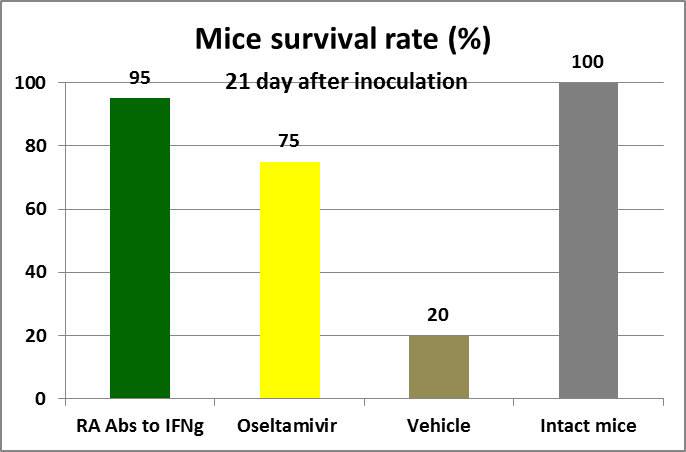 Mice survival rate (%)
21 day after inoculation
95
75
20
100
100
80
60
40
20
0
RA Abs to IFNg
Oseltamivir
Vehicle
Intact mice